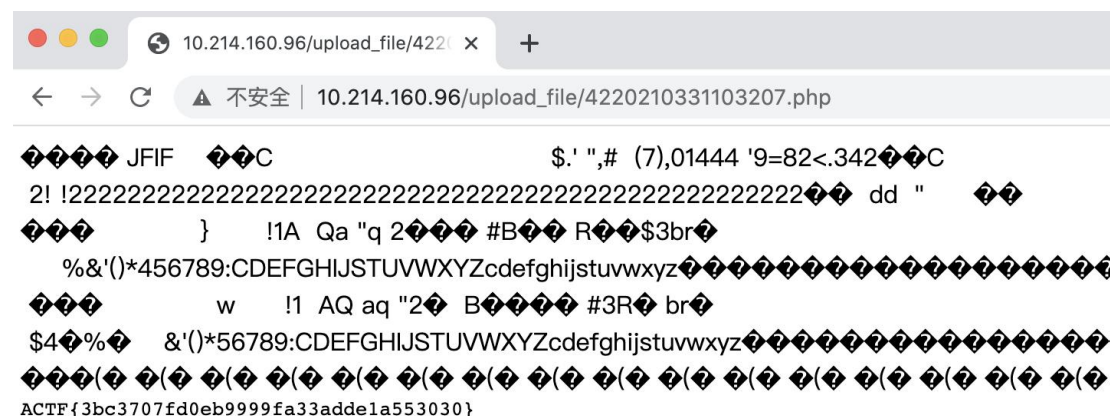 10.214.160.96/upload_file/422
不安全 10.214.160.96/upload_file/4220210331103207.php
���� JFIF ��C $.' ",# (7),01444 '9=82<.342��C
2! !22222222222222222222222222222222222222222222222222�� dd " ��
��� } !1A Qa "q 2��� #B�� R��$3br�
%&'()*456789:CDEFGHIJSTUVWXYZcdefghijstuvwxyz�����������������������
��� w !1 AQ aq "2� B���� #3R� br�
$4�%� &'()*56789:CDEFGHIJSTUVWXYZcdefghijstuvwxyz�������������������
���(� �(� �(� �(� �(� �(� �(� �(� �(� �(� �(� �(� �(� �(� �(� �(�
ACTF{3bc3707fd0eb9999fa33adde1a553030}